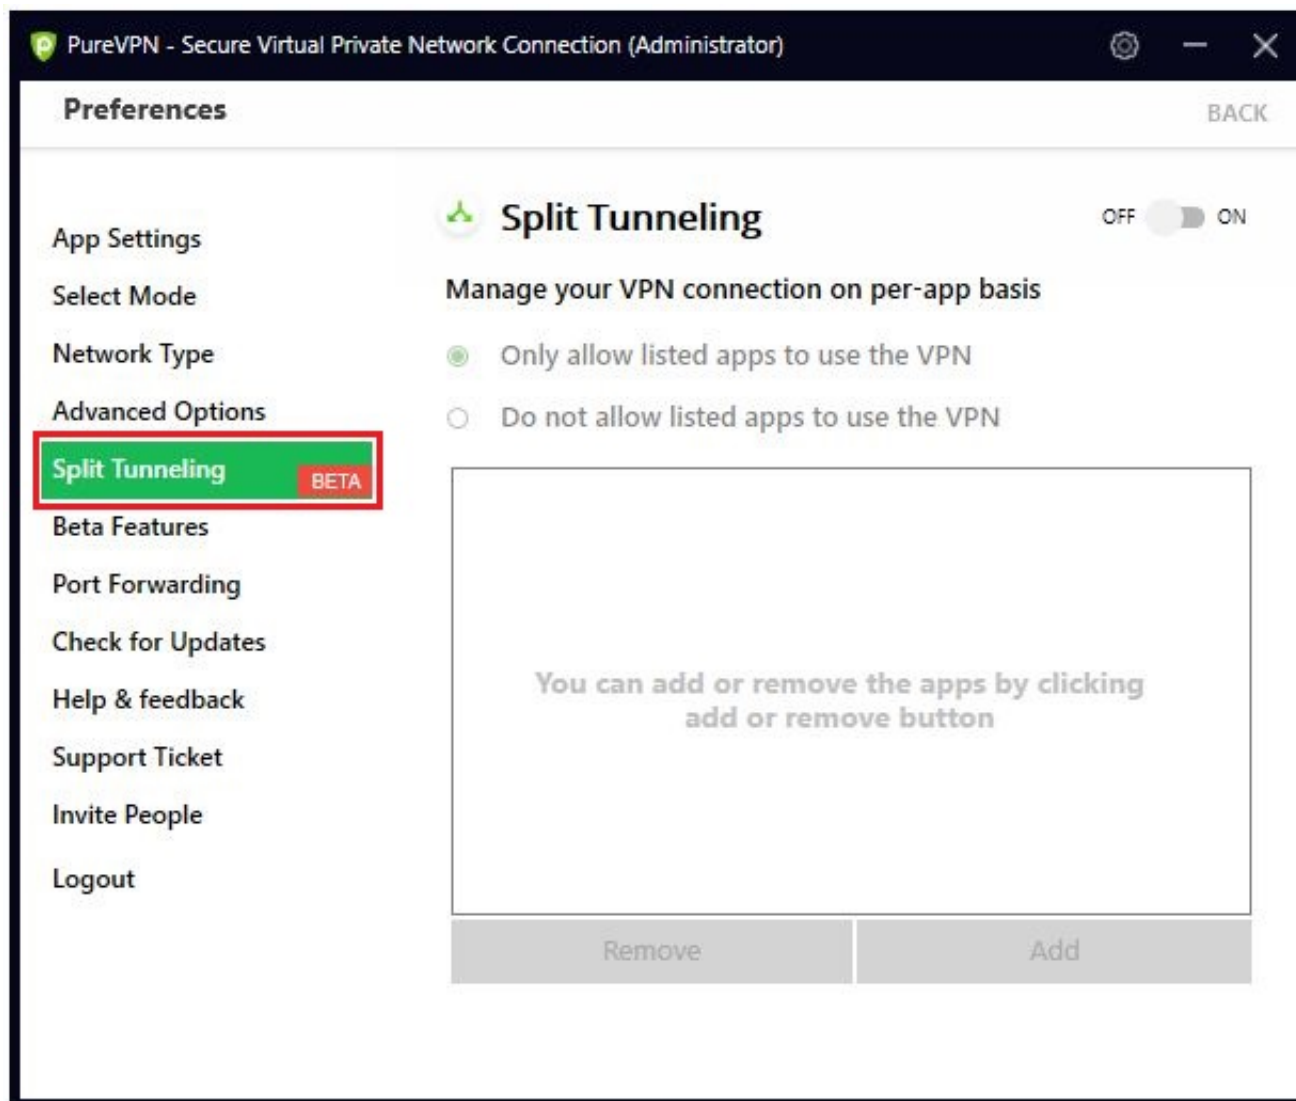 PureVPN - Secure Virtual Private Network Connection (Administrator)
Preferences
BACK
App Settings
Select Mode
Network Type
Advanced Options
Split Tunneling
BETA
Beta Features
Port Forwarding
Check for Updates
Help & feedback
Support Ticket
Invite People
Logout
Split Tunneling
OFF ON
Manage your VPN connection on per-app basis
Only allow listed apps to use the VPN
Do not allow listed apps to use the VPN
You can add or remove the apps by clicking
add or remove button
Remove Add